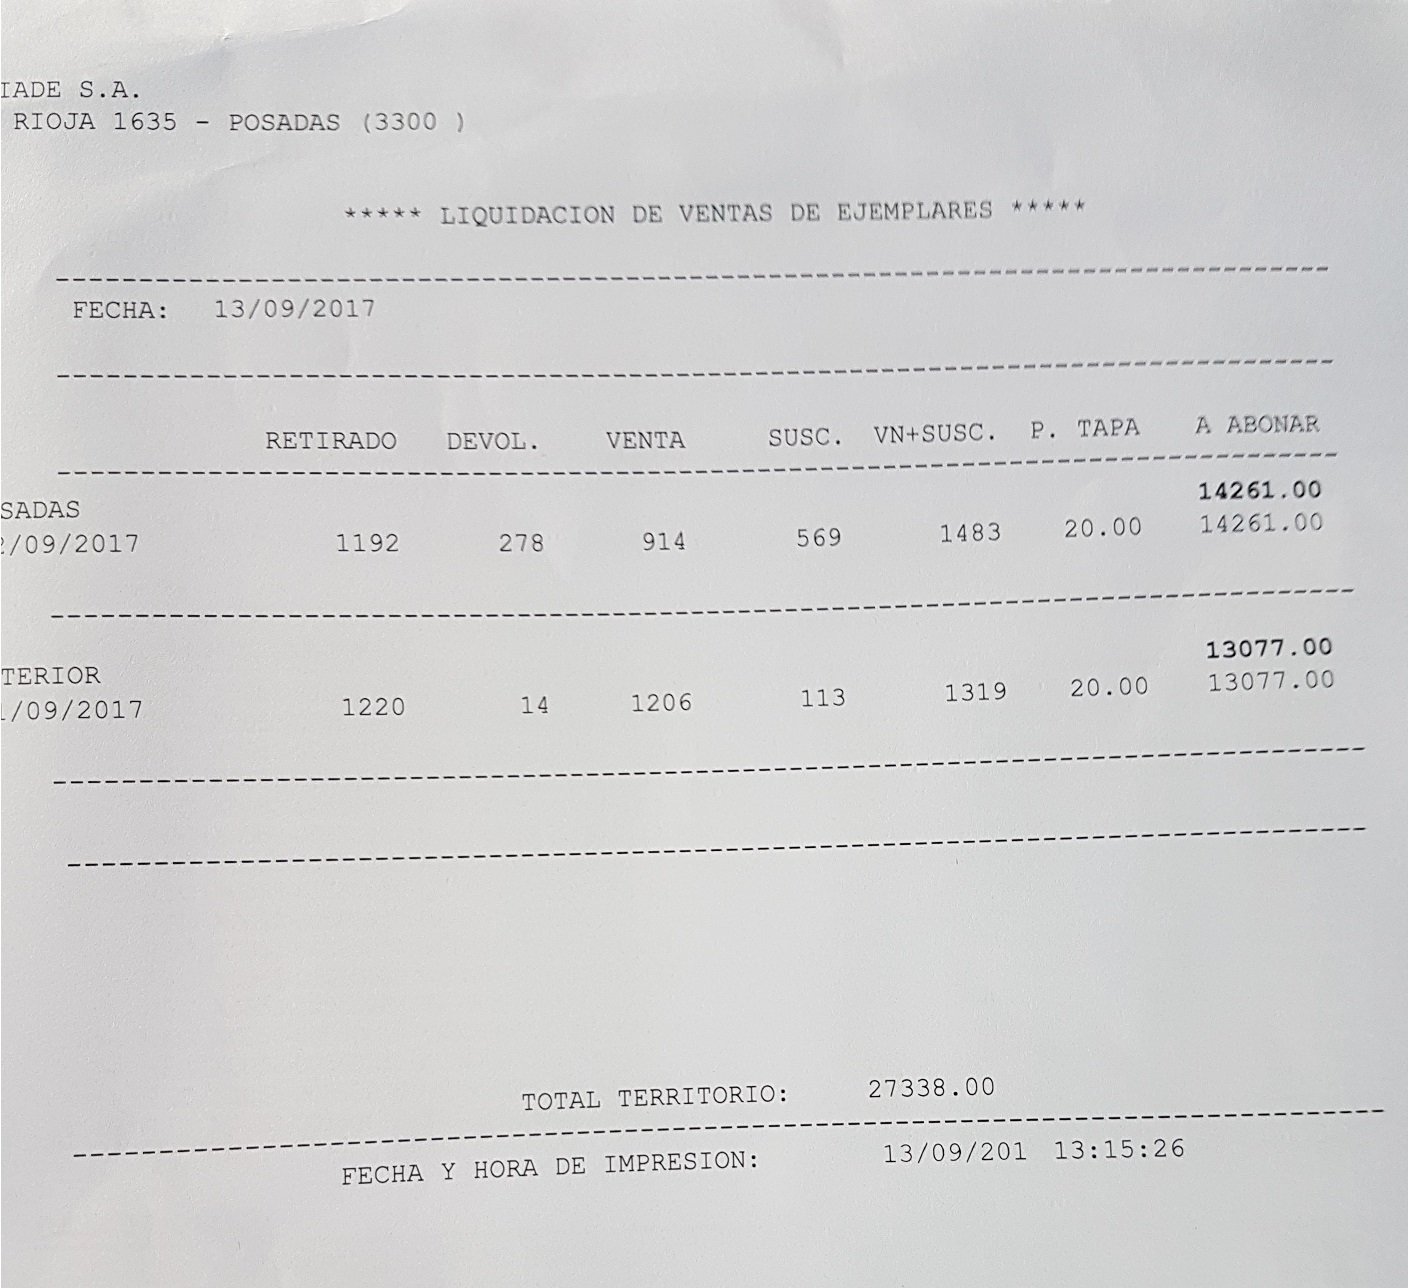 IADE S.A.
RIOJA 1635 - POSADAS (3300 )
***** LIQUIDACION DE VENTAS DE EJEMPLARES *****
FECHA: 13/09/2017
RETIRADO DEVOL. VENTA SUSC. VN+SUSC. P. TAPA A ABONAR
SADAS 14261.00
/09/2017 1192 278 914 569 1483 20.00 14261.00
TERIOR 13077.00
/09/2017 1220 14 1206 113 1319 20.00 13077.00
TOTAL TERRITORIO: 27338.00
FECHA Y HORA DE IMPRESION: 13/09/201 13:15:26